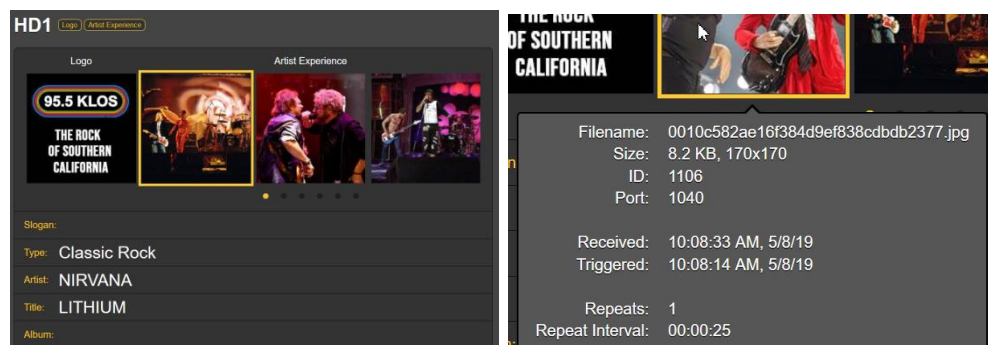 HD1 Logo Artist Experience
Logo
Artist Experience
95.5 KLOS
THE ROCK
OF SOUTHERN
CALIFORNIA
Slogan:
Type: Classic Rock
Artist: NIRVANA
Title: LITHIUM
Album:
THE ROCK
OF SOUTHERN
CALIFORNIA
Filename: 0010c582ae16f384d9ef838cdbdb2377.jpg
Size: 8.2 KB, 170x170
ID: 1106
Port: 1040
Received: 10:08:33 AM, 5/8/19
Triggered: 10:08:14 AM, 5/8/19
Repeats: 1
Repeat Interval: 00:00:25